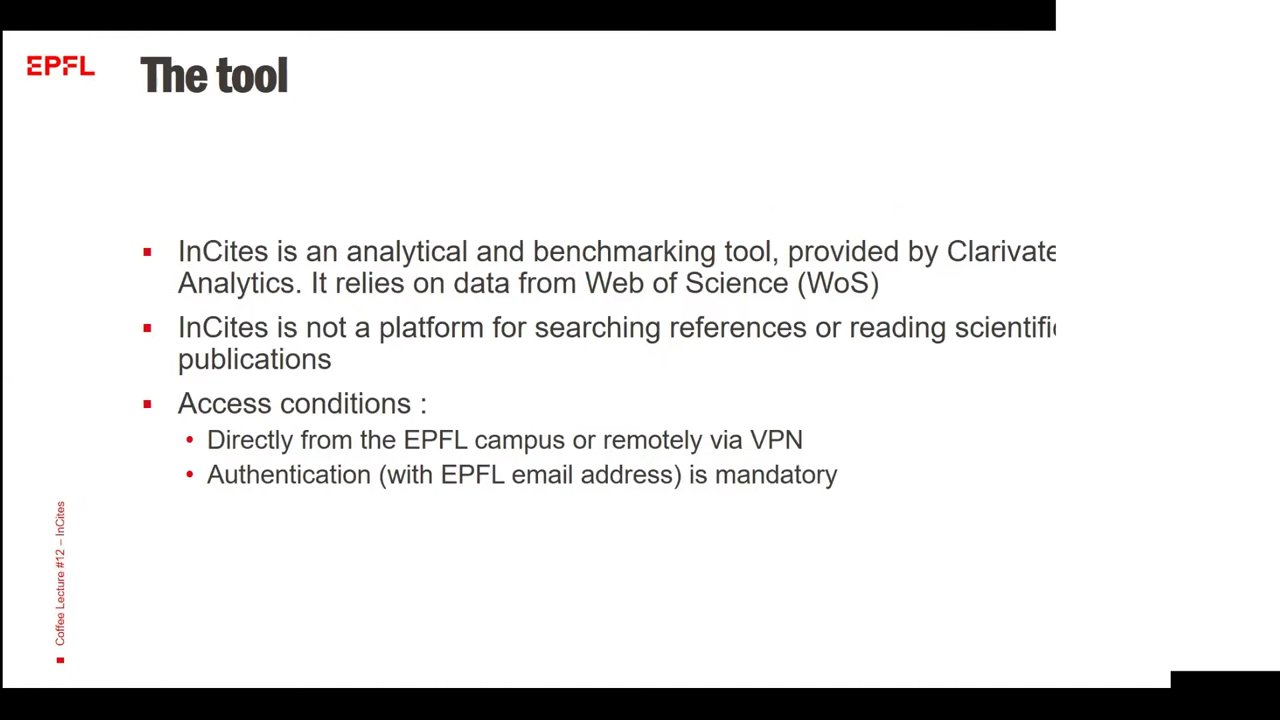 EPFL
The tool
InCites is an analytical and benchmarking tool, provided by Clarivate
Analytics. It relies on data from Web of Science (WoS)
InCites is not a platform for searching references or reading scientific
publications
Access conditions :
Directly from the EPFL campus or remotely via VPN
Authentication (with EPFL email address) is mandatory
Coffee Lecture #12 – InCites